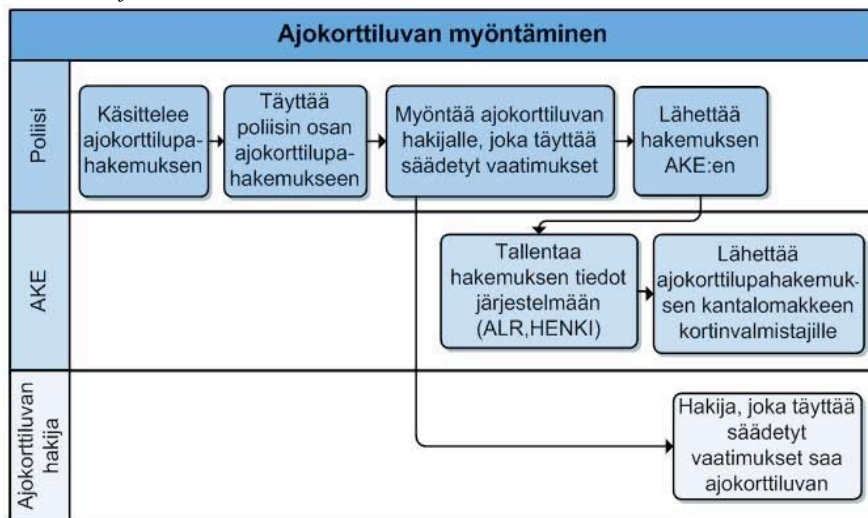 Ajokorttiluvan myöntäminen
Poliisi
Käsittelee
ajokorttilupa-
hakemuksen
Täyttää
poliisin osan
ajokorttilupa-
hakemukseen
Myöntää ajokorttiluvan
hakijalle, joka täyttää
säädetyt vaatimukset
Lähettää
hakemuksen
AKE:en
AKE
Tallentaa
hakemuksen tiedot
järjestelmään
(ALR,HENKI)
Lähettää
ajokorttilupahakemuk-
sen kantalomakkeen
kortinvalmistajille
Ajokorttiluvan
hakija
Hakija, joka täyttää
säädetyt
vaatimukset saa
ajokorttiluvan